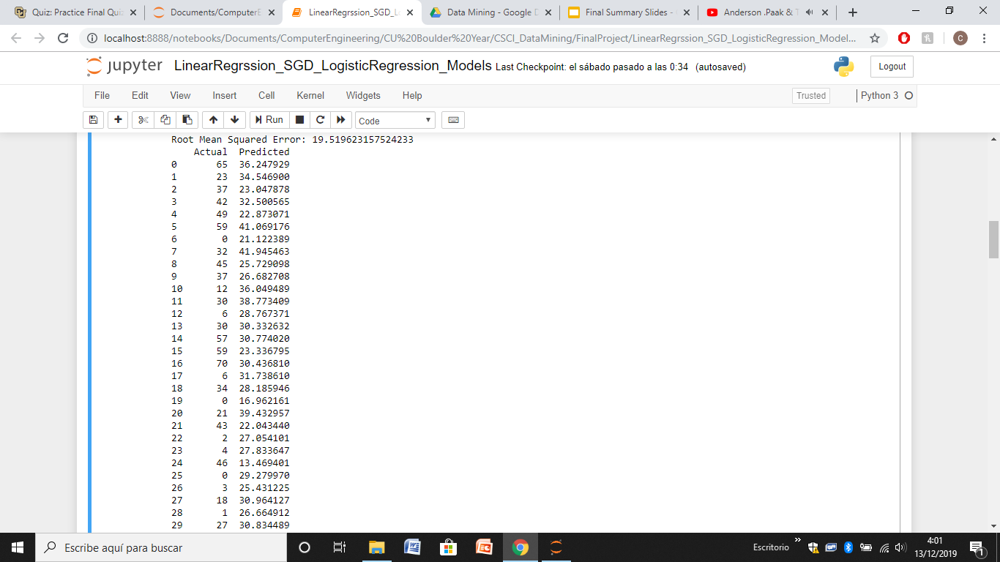 Quiz: Practice Final Qui
Documents/ComputerE
LinearRegrssion_SGD_L
Data Mining - Google D
Final Summary Slides -
Anderson .Paak & T
localhost:8888/notebooks/Documents/ComputerEngineering/CU%20Boulder%20Year/CSCI_DataMining/FinalProject/LinearRegrssion_SGD_LogisticRegression_Model...
C
jupyter LinearRegrssion_SGD_LogisticRegression_Models Last Checkpoint: el sábado pasado a las 0:34 (autosaved)
Logout
File Edit View Insert Cell Kernel Widgets Help
Trusted
Python 3
Run
Code
Root Mean Squared Error: 19.519623157524233
Actual Predicted
0 65 36.247929
1 23 34.546900
2 37 23.047878
3 42 32.500565
4 49 22.873071
5 59 41.069176
6 0 21.122389
7 32 41.945463
8 45 25.729098
9 37 26.682708
10 12 36.049489
11 30 38.773409
12 6 28.767371
13 30 30.332632
14 57 30.774020
15 59 23.336795
16 70 30.436810
17 6 31.738610
18 34 28.185946
19 0 16.962161
20 21 39.432957
21 43 22.043440
22 2 27.054101
23 4 27.833647
24 46 13.469401
25 0 29.279970
26 3 25.431225
27 18 30.964127
28 1 26.664912
29 27 30.834489
Escribe aquí para buscar
Escritorio
4:01
13/12/2019
1